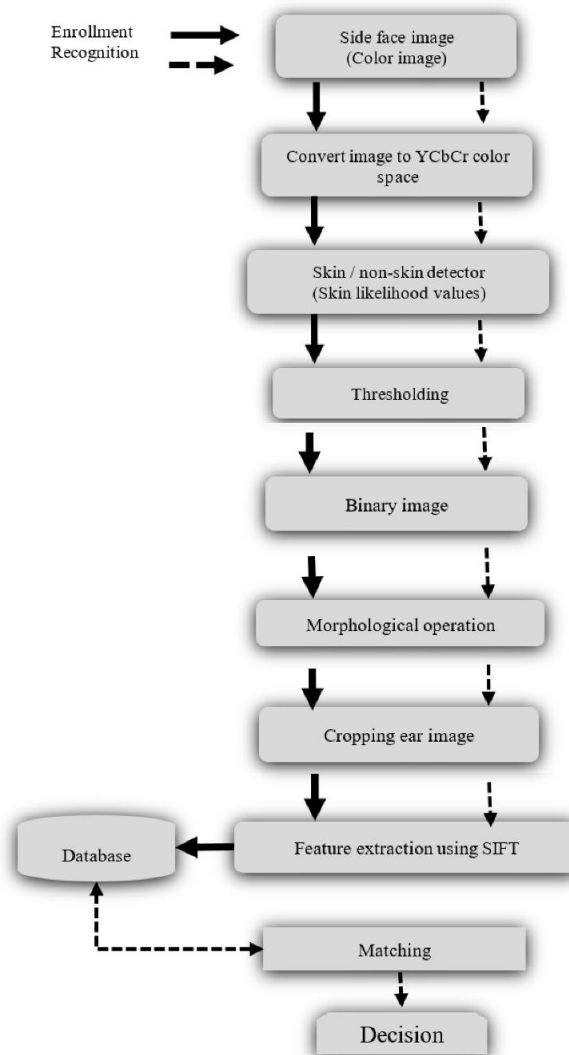 Enrollment
Recognition
Side face image
(Color image)
Convert image to YCbCr color
space
Skin / non-skin detector
(Skin likelihood values)
Thresholding
Binary image
Morphological operation
Cropping ear image
Feature extraction using SIFT
Database
Matching
Decision